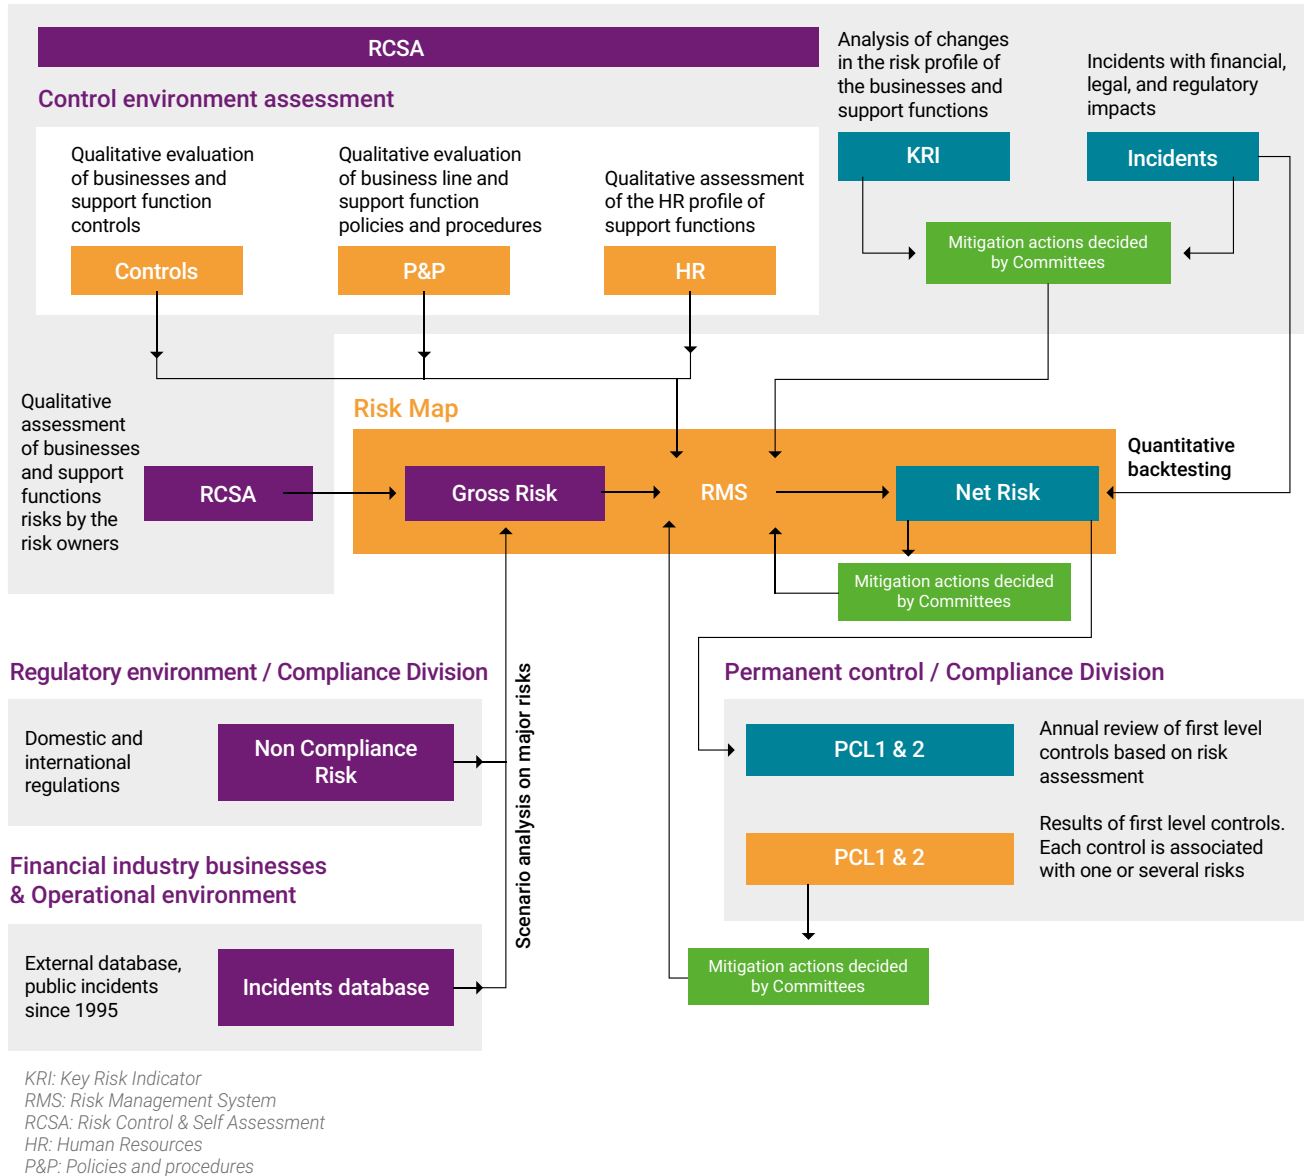 RCSA
Control environment assessment
Qualitative evaluation
of businesses and
support function
controls
Controls
Qualitative evaluation
of business line and
support function
policies and procedures
P&P
Qualitative assessment
of the HR profile of
support functions
HR
Analysis of changes
in the risk profile of
the businesses and
support functions
KRI
Incidents with financial,
legal, and regulatory
impacts
Incidents
Mitigation actions decided
by Committees
Qualitative
assessment
of businesses
and support
functions
risks by the
risk owners
RCSA
Risk Map
Gross Risk
RMS
Net Risk
Quantitative
backtesting
Mitigation actions decided
by Committees
Regulatory environment / Compliance Division
Domestic and
international
regulations
Non Compliance
Risk
Financial industry businesses
& Operational environment
External database,
public incidents
since 1995
Incidents database
Scenario analysis on major risks
Permanent control / Compliance Division
PCL1 & 2
Annual review of first level
controls based on risk
assessment
PCL1 & 2
Results of first level controls.
Each control is associated
with one or several risks
Mitigation actions decided
by Committees
KRI: Key Risk Indicator
RMS: Risk Management System
RCSA: Risk Control & Self Assessment
HR: Human Resources
P&P: Policies and procedures